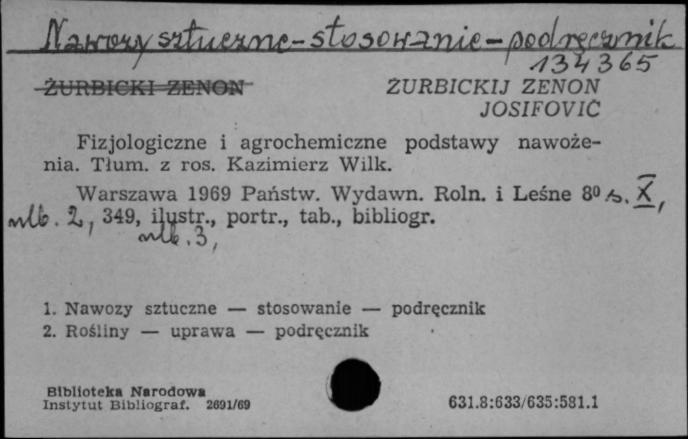 Nawozy sztuczne - stosowanie - podręcznik
134365
ŻURBICKI ZENON ŻURBICKIJ ZENON
JOSIFOVIČ
Fizjologiczne i agrochemiczne podstawy nawoże-
nia. Tłum. z ros. Kazimierz Wilk.
Warszawa 1969 Państw. Wydawn. Roln. i Leśne 8⁰ s. X,
nlb. 2, 349, ilustr., portr., tab., bibliogr.
nlb. 3,
1. Nawozy sztuczne — stosowanie — podręcznik
2. Rośliny — uprawa — podręcznik
Biblioteka Narodowa
Instytut Bibliograf. 2691/69 631.8:633/635:581.1